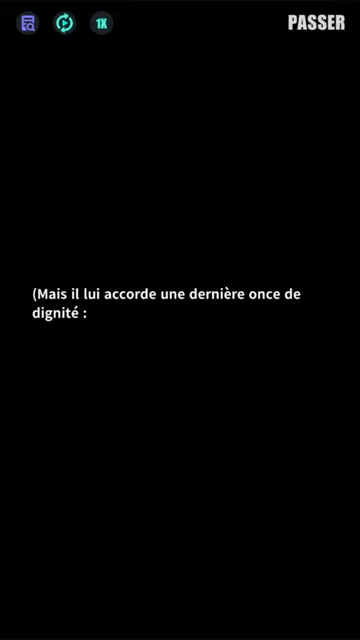 1X
PASSER
(Mais il lui accorde une dernière once de
dignité :